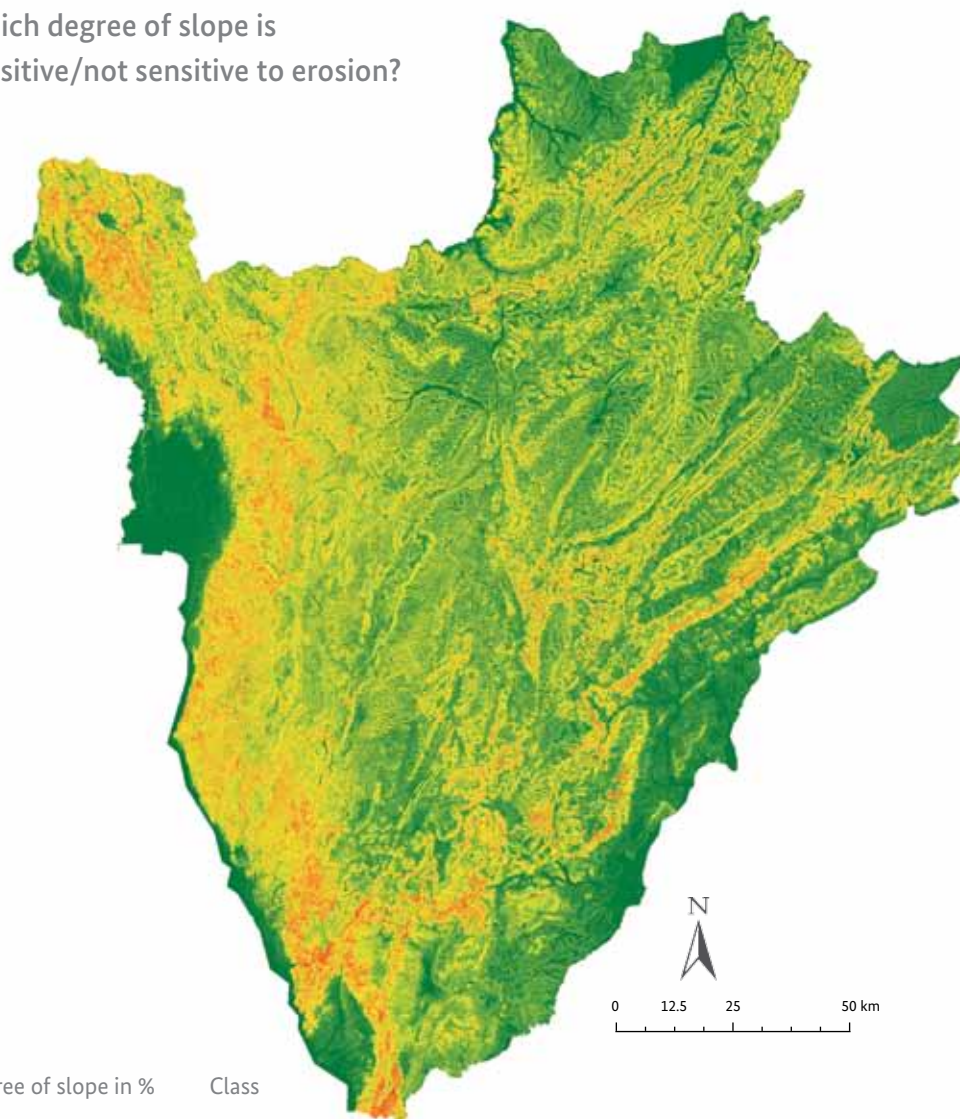 ich degree of slope is
sitive/not sensitive to erosion?
N
0 12.5 25 50 km
ree of slope in % Class